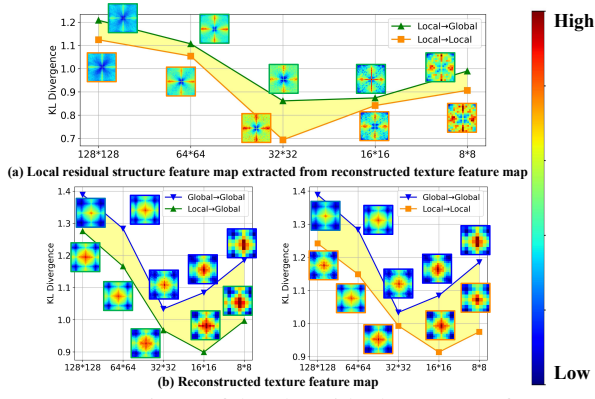 1.2
1.1
1.0
0.9
0.8
0.7
KL Divergence
Local→Global
Local→Local
128*128 64*64 32*32 16*16 8*8
(a) Local residual structure feature map extracted from reconstructed texture feature map
1.4
1.3
1.2
1.1
1.0
0.9
KL Divergence
Global→Global
Local→Global
128*128 64*64 32*32 16*16 8*8
1.4
1.3
1.2
1.1
1.0
0.9
KL Divergence
Global→Global
Local→Local
128*128 64*64 32*32 16*16 8*8
(b) Reconstructed texture feature map
High
Low